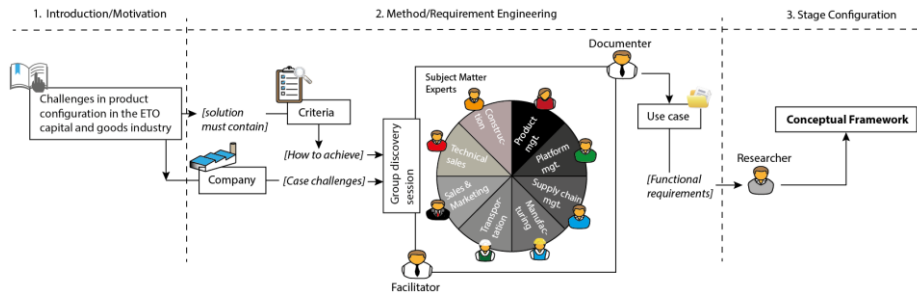 1. Introduction/Motivation
2. Method/Requirement Engineering
3. Stage Configuration
Challenges in product
configuration in the ETO
capital and goods industry
[solution
must contain]
Criteria
[How to achieve]
Company
[Case challenges]
Group discovery
session
Facilitator
Subject Matter
Experts
Construc-
tion
Product
mgt
Platform
mgt.
Supply chain
mgt.
Manufac-
turing
Transpor-
tation
Sales &
Marketing
Technical
sales
Documenter
Use case
[Functional
requirements]
Researcher
Conceptual Framework